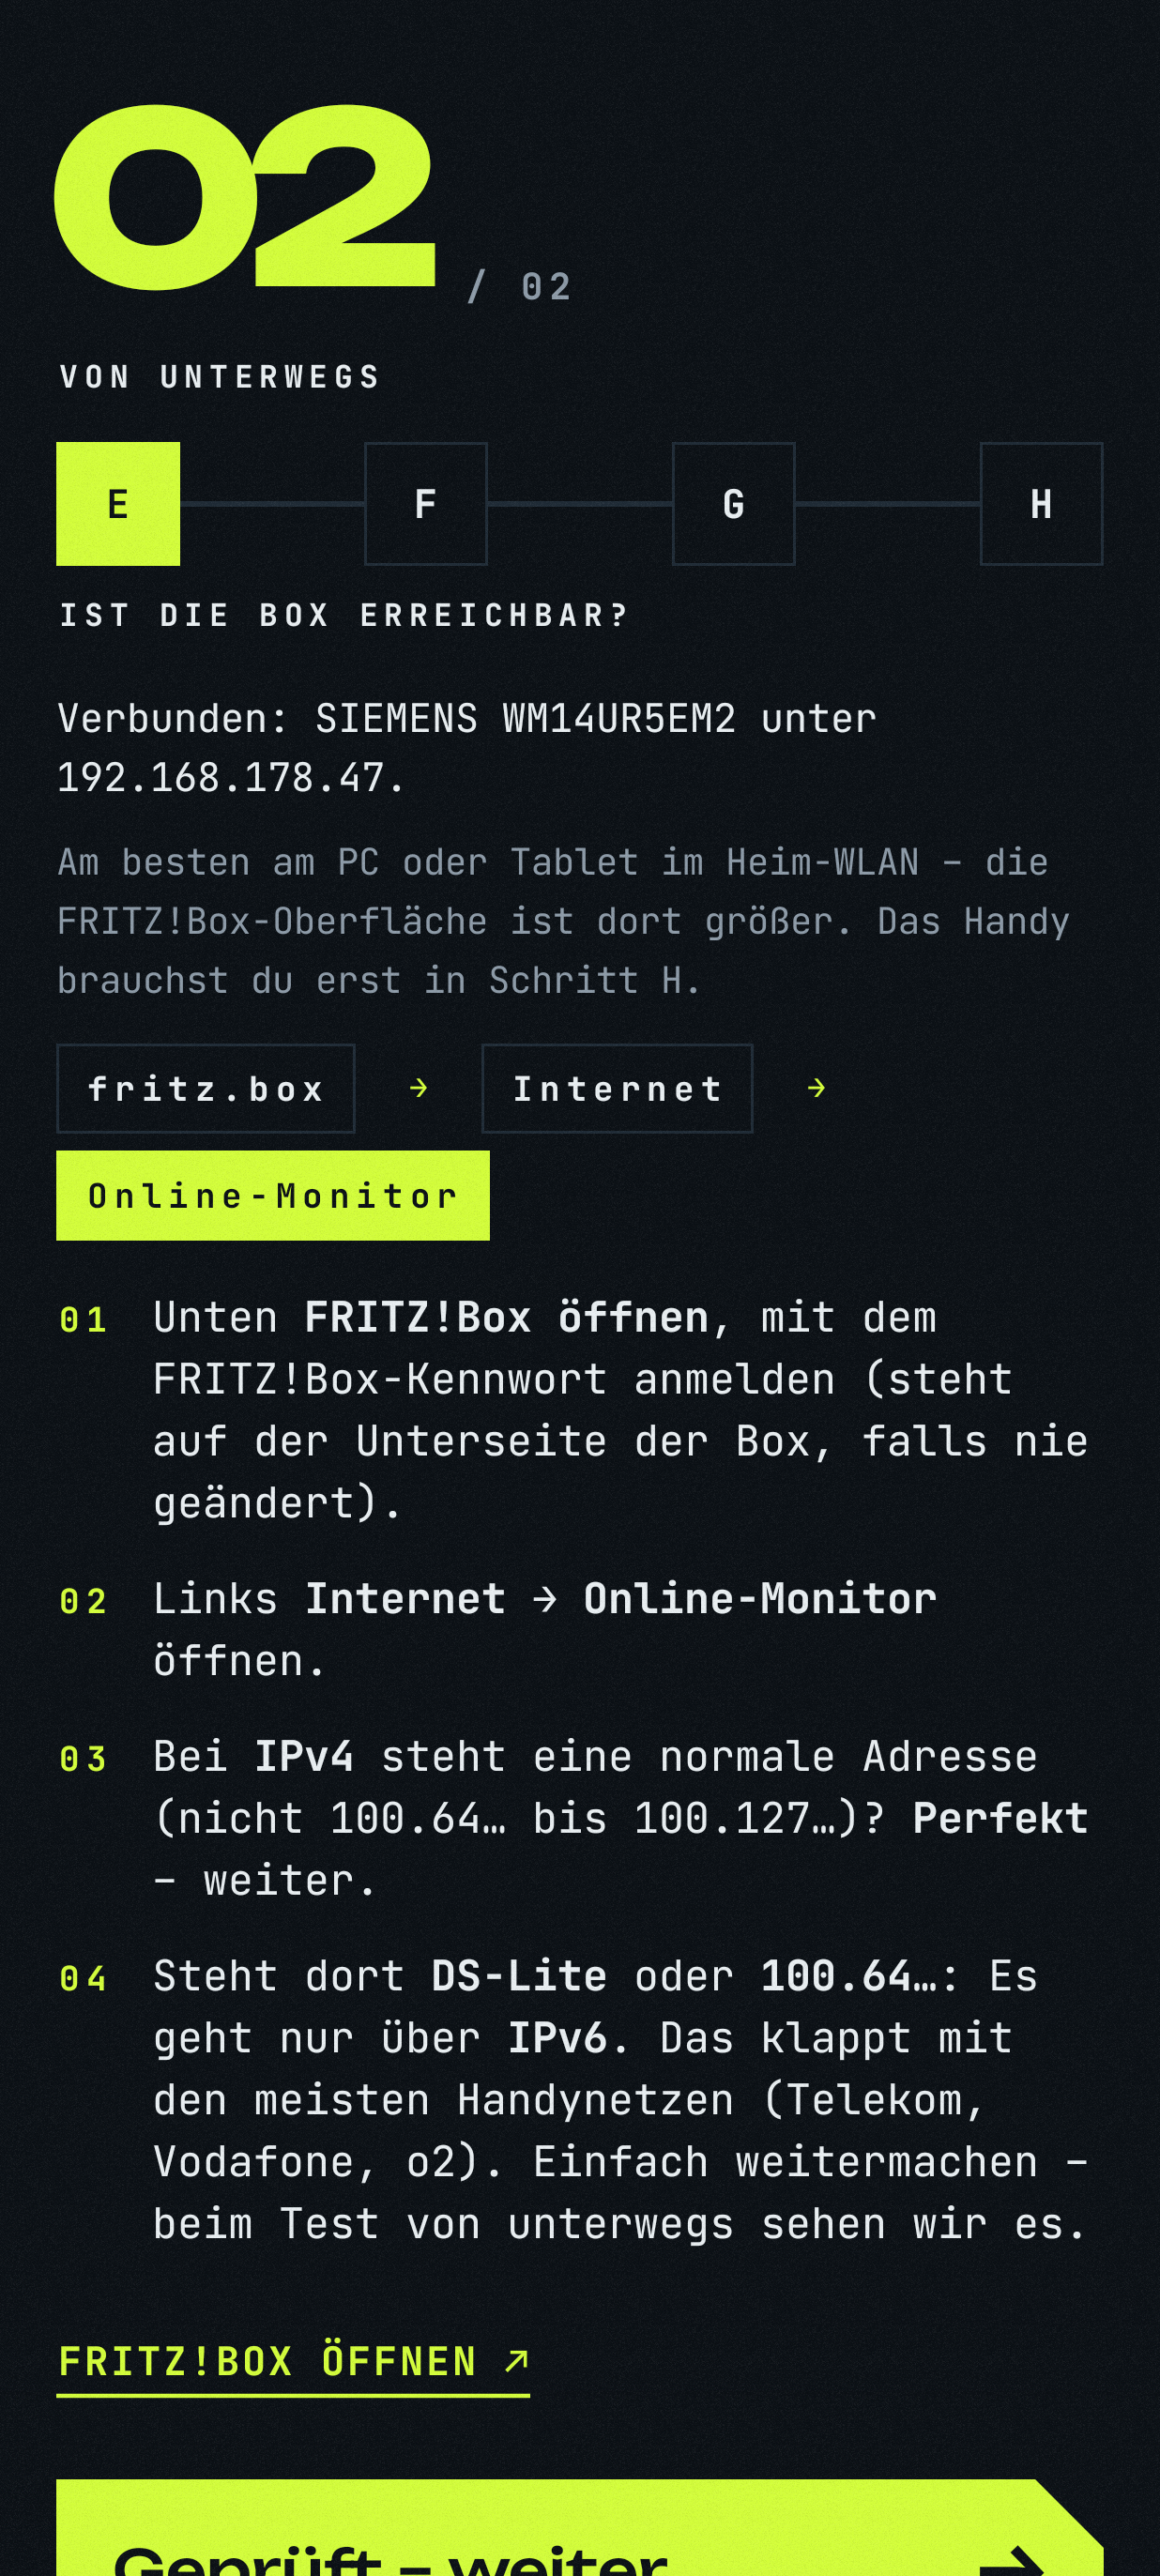 02 / 02
VON UNTERWEGS
E F G H
IST DIE BOX ERREICHBAR?
Verbunden: SIEMENS WM14UR5EM2 unter
192.168.178.47.
Am besten am PC oder Tablet im Heim-WLAN – die
FRITZ!Box-Oberfläche ist dort größer. Das Handy
brauchst du erst in Schritt H.
fritz.box → Internet →
Online-Monitor
01 Unten FRITZ!Box öffnen, mit dem
FRITZ!Box-Kennwort anmelden (steht
auf der Unterseite der Box, falls nie
geändert).
02 Links Internet → Online-Monitor
öffnen.
03 Bei IPv4 steht eine normale Adresse
(nicht 100.64… bis 100.127…)? Perfekt
– weiter.
04 Steht dort DS-Lite oder 100.64…: Es
geht nur über IPv6. Das klappt mit
den meisten Handynetzen (Telekom,
Vodafone, o2). Einfach weitermachen –
beim Test von unterwegs sehen wir es.
FRITZ!BOX ÖFFNEN ↗
Geprüft – weiter →